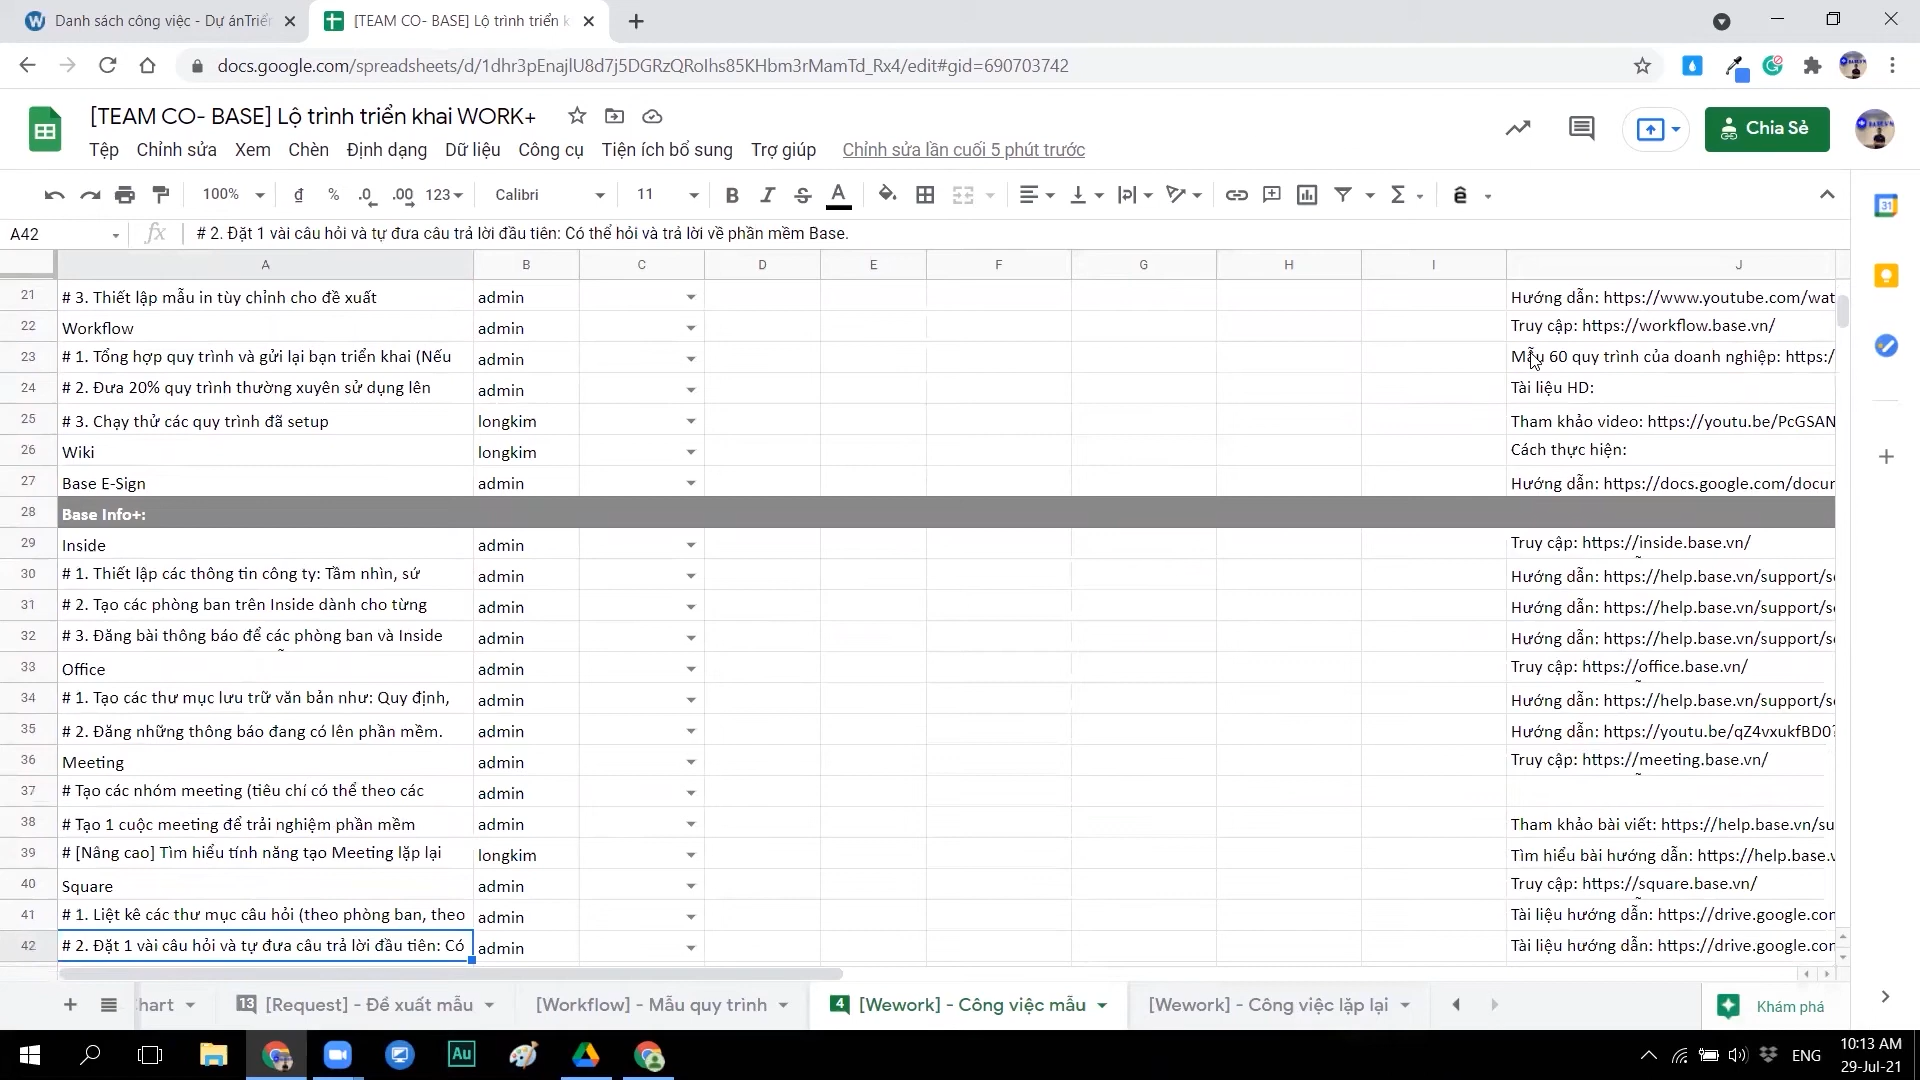 Danh sách công việc - Dự ánTriể
[TEAM CO- BASE] Lộ trình triển k
docs.google.com/spreadsheets/d/1dhr3pEnajlU8d7j5DGRzQRoIhs85KHbm3rMamTd_Rx4/edit#gid=690703742
[TEAM CO- BASE] Lộ trình triển khai WORK+
Chia Sẻ
Tệp Chỉnh sửa Xem Chèn Định dạng Dữ liệu Công cụ Tiện ích bổ sung Trợ giúp Chỉnh sửa lần cuối 5 phút trước
100% đ % .0 .00 123 Calibri 11
A42 fx # 2. Đặt 1 vài câu hỏi và tự đưa câu trả lời đầu tiên: Có thể hỏi và trả lời về phần mềm Base.
A B C D E F G H I J
21 # 3. Thiết lập mẫu in tùy chỉnh cho đề xuất admin Hướng dẫn: https://www.youtube.com/wat
22 Workflow admin Truy cập: https://workflow.base.vn/
23 # 1. Tổng hợp quy trình và gửi lại bạn triển khai (Nếu admin Mẫu 60 quy trình của doanh nghiệp: https:/
24 # 2. Đưa 20% quy trình thường xuyên sử dụng lên admin Tài liệu HD:
25 # 3. Chạy thử các quy trình đã setup longkim Tham khảo video: https://youtu.be/PcGSAN
26 Wiki longkim Cách thực hiện:
27 Base E-Sign admin Hướng dẫn: https://docs.google.com/docur
28 Base Info+:
29 Inside admin Truy cập: https://inside.base.vn/
30 # 1. Thiết lập các thông tin công ty: Tầm nhìn, sứ admin Hướng dẫn: https://help.base.vn/support/so
31 # 2. Tạo các phòng ban trên Inside dành cho từng admin Hướng dẫn: https://help.base.vn/support/so
32 # 3. Đăng bài thông báo để các phòng ban và Inside admin Hướng dẫn: https://help.base.vn/support/so
33 Office admin Truy cập: https://office.base.vn/
34 # 1. Tạo các thư mục lưu trữ văn bản như: Quy định, admin Hướng dẫn: https://help.base.vn/support/so
35 # 2. Đăng những thông báo đang có lên phần mềm. admin Hướng dẫn: https://youtu.be/qZ4vxukfBD0?
36 Meeting admin Truy cập: https://meeting.base.vn/
37 # Tạo các nhóm meeting (tiêu chí có thể theo các admin
38 # Tạo 1 cuộc meeting để trải nghiệm phần mềm admin Tham khảo bài viết: https://help.base.vn/su
39 # [Nâng cao] Tìm hiểu tính năng tạo Meeting lặp lại longkim Tìm hiểu bài hướng dẫn: https://help.base.v
40 Square admin Truy cập: https://square.base.vn/
41 # 1. Liệt kê các thư mục câu hỏi (theo phòng ban, theo admin Tài liệu hướng dẫn: https://drive.google.con
42 # 2. Đặt 1 vài câu hỏi và tự đưa câu trả lời đầu tiên: Có admin Tài liệu hướng dẫn: https://drive.google.con
hart 13 [Request] - Đề xuất mẫu [Workflow] - Mẫu quy trình 4 [Wework] - Công việc mẫu [Wework] - Công việc lặp lại Khám phá
Au ENG 10:13 AM
29-Jul-21